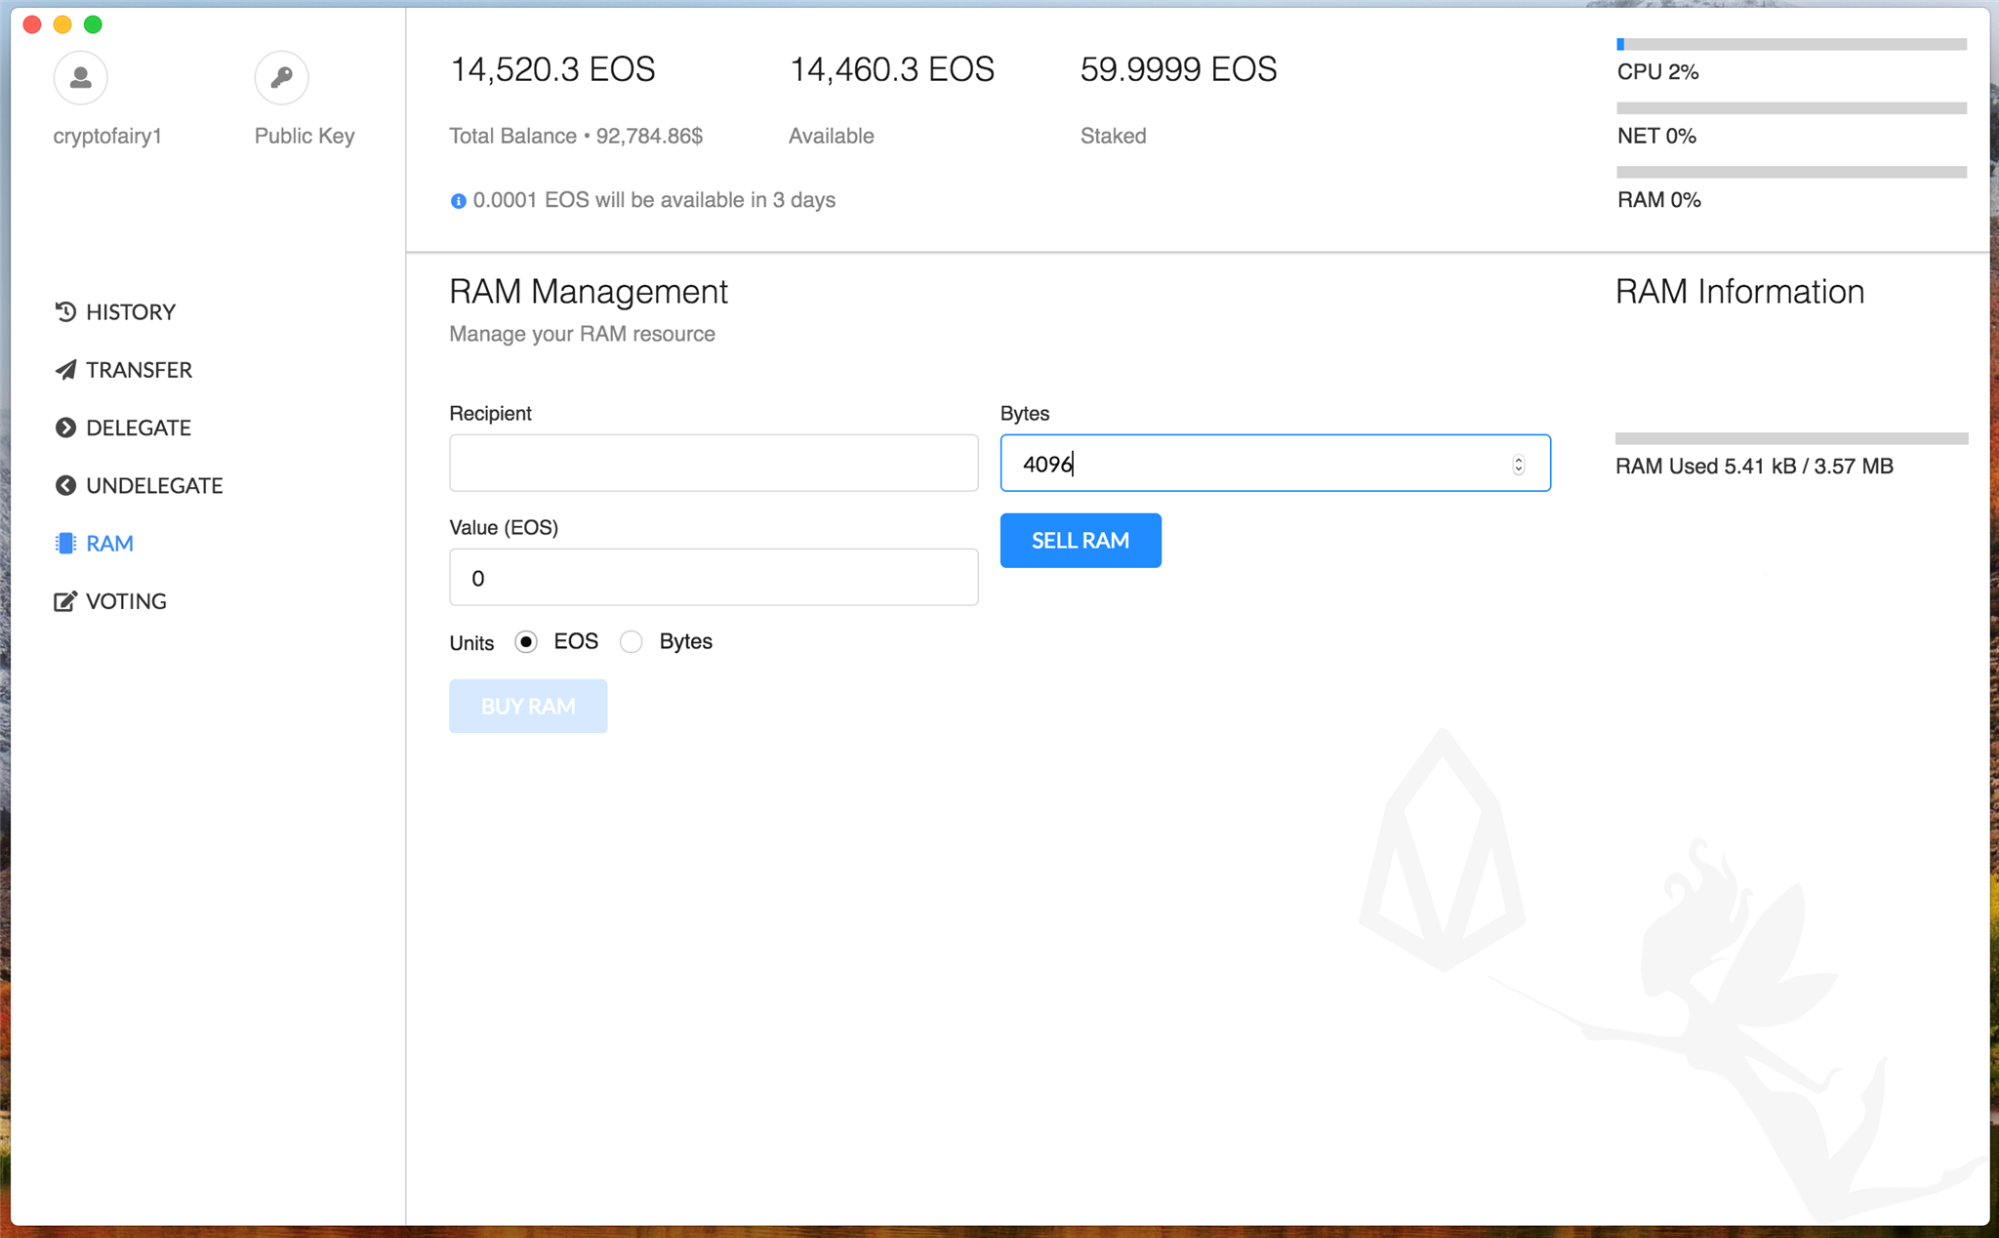 cryptofairy1
Public Key
HISTORY
TRANSFER
DELEGATE
UNDELEGATE
RAM
VOTING
14,520.3 EOS
Total Balance • 92,784.86$
14,460.3 EOS
Available
59.9999 EOS
Staked
0.0001 EOS will be available in 3 days
CPU 2%
NET 0%
RAM 0%
RAM Management
Manage your RAM resource
Recipient
Value (EOS)
0
Units EOS Bytes
BUY RAM
Bytes
4096
SELL RAM
RAM Information
RAM Used 5.41 kB / 3.57 MB